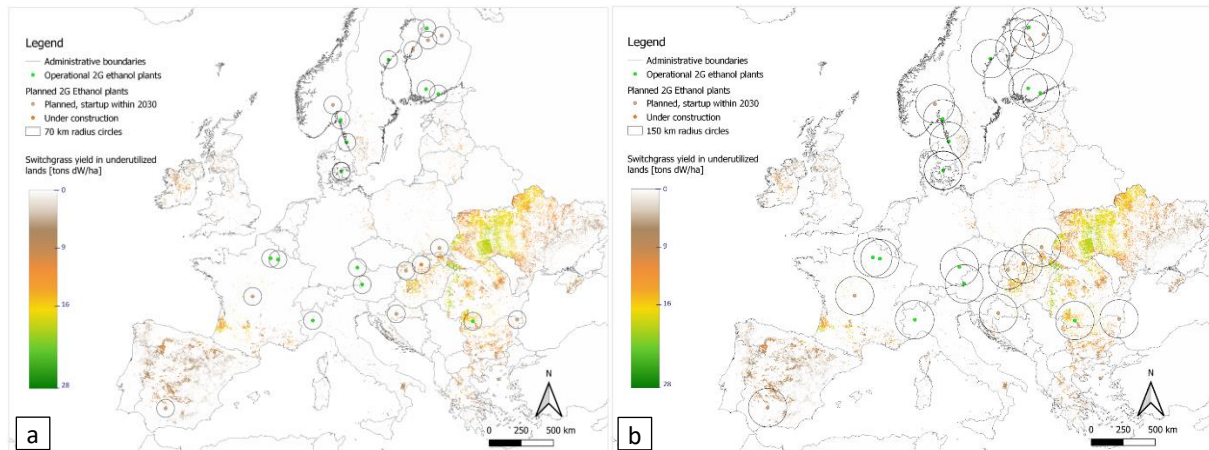 Legend
Administrative boundaries
Operational 2G ethanol plants
Planned 2G Ethanol plants
Planned, startup within 2030
Under construction
70 km radius circles
Switchgrass yield in underutilized
lands [tons dW/ha]
0
9
16
28
a
N
0 250 500 km
Legend
Administrative boundaries
Operational 2G ethanol plants
Planned 2G Ethanol plants
Planned, startup within 2030
Under construction
150 km radius circles
Switchgrass yield in underutilized
lands [tons dW/ha]
0
9
16
28
b
N
0 250 500 km